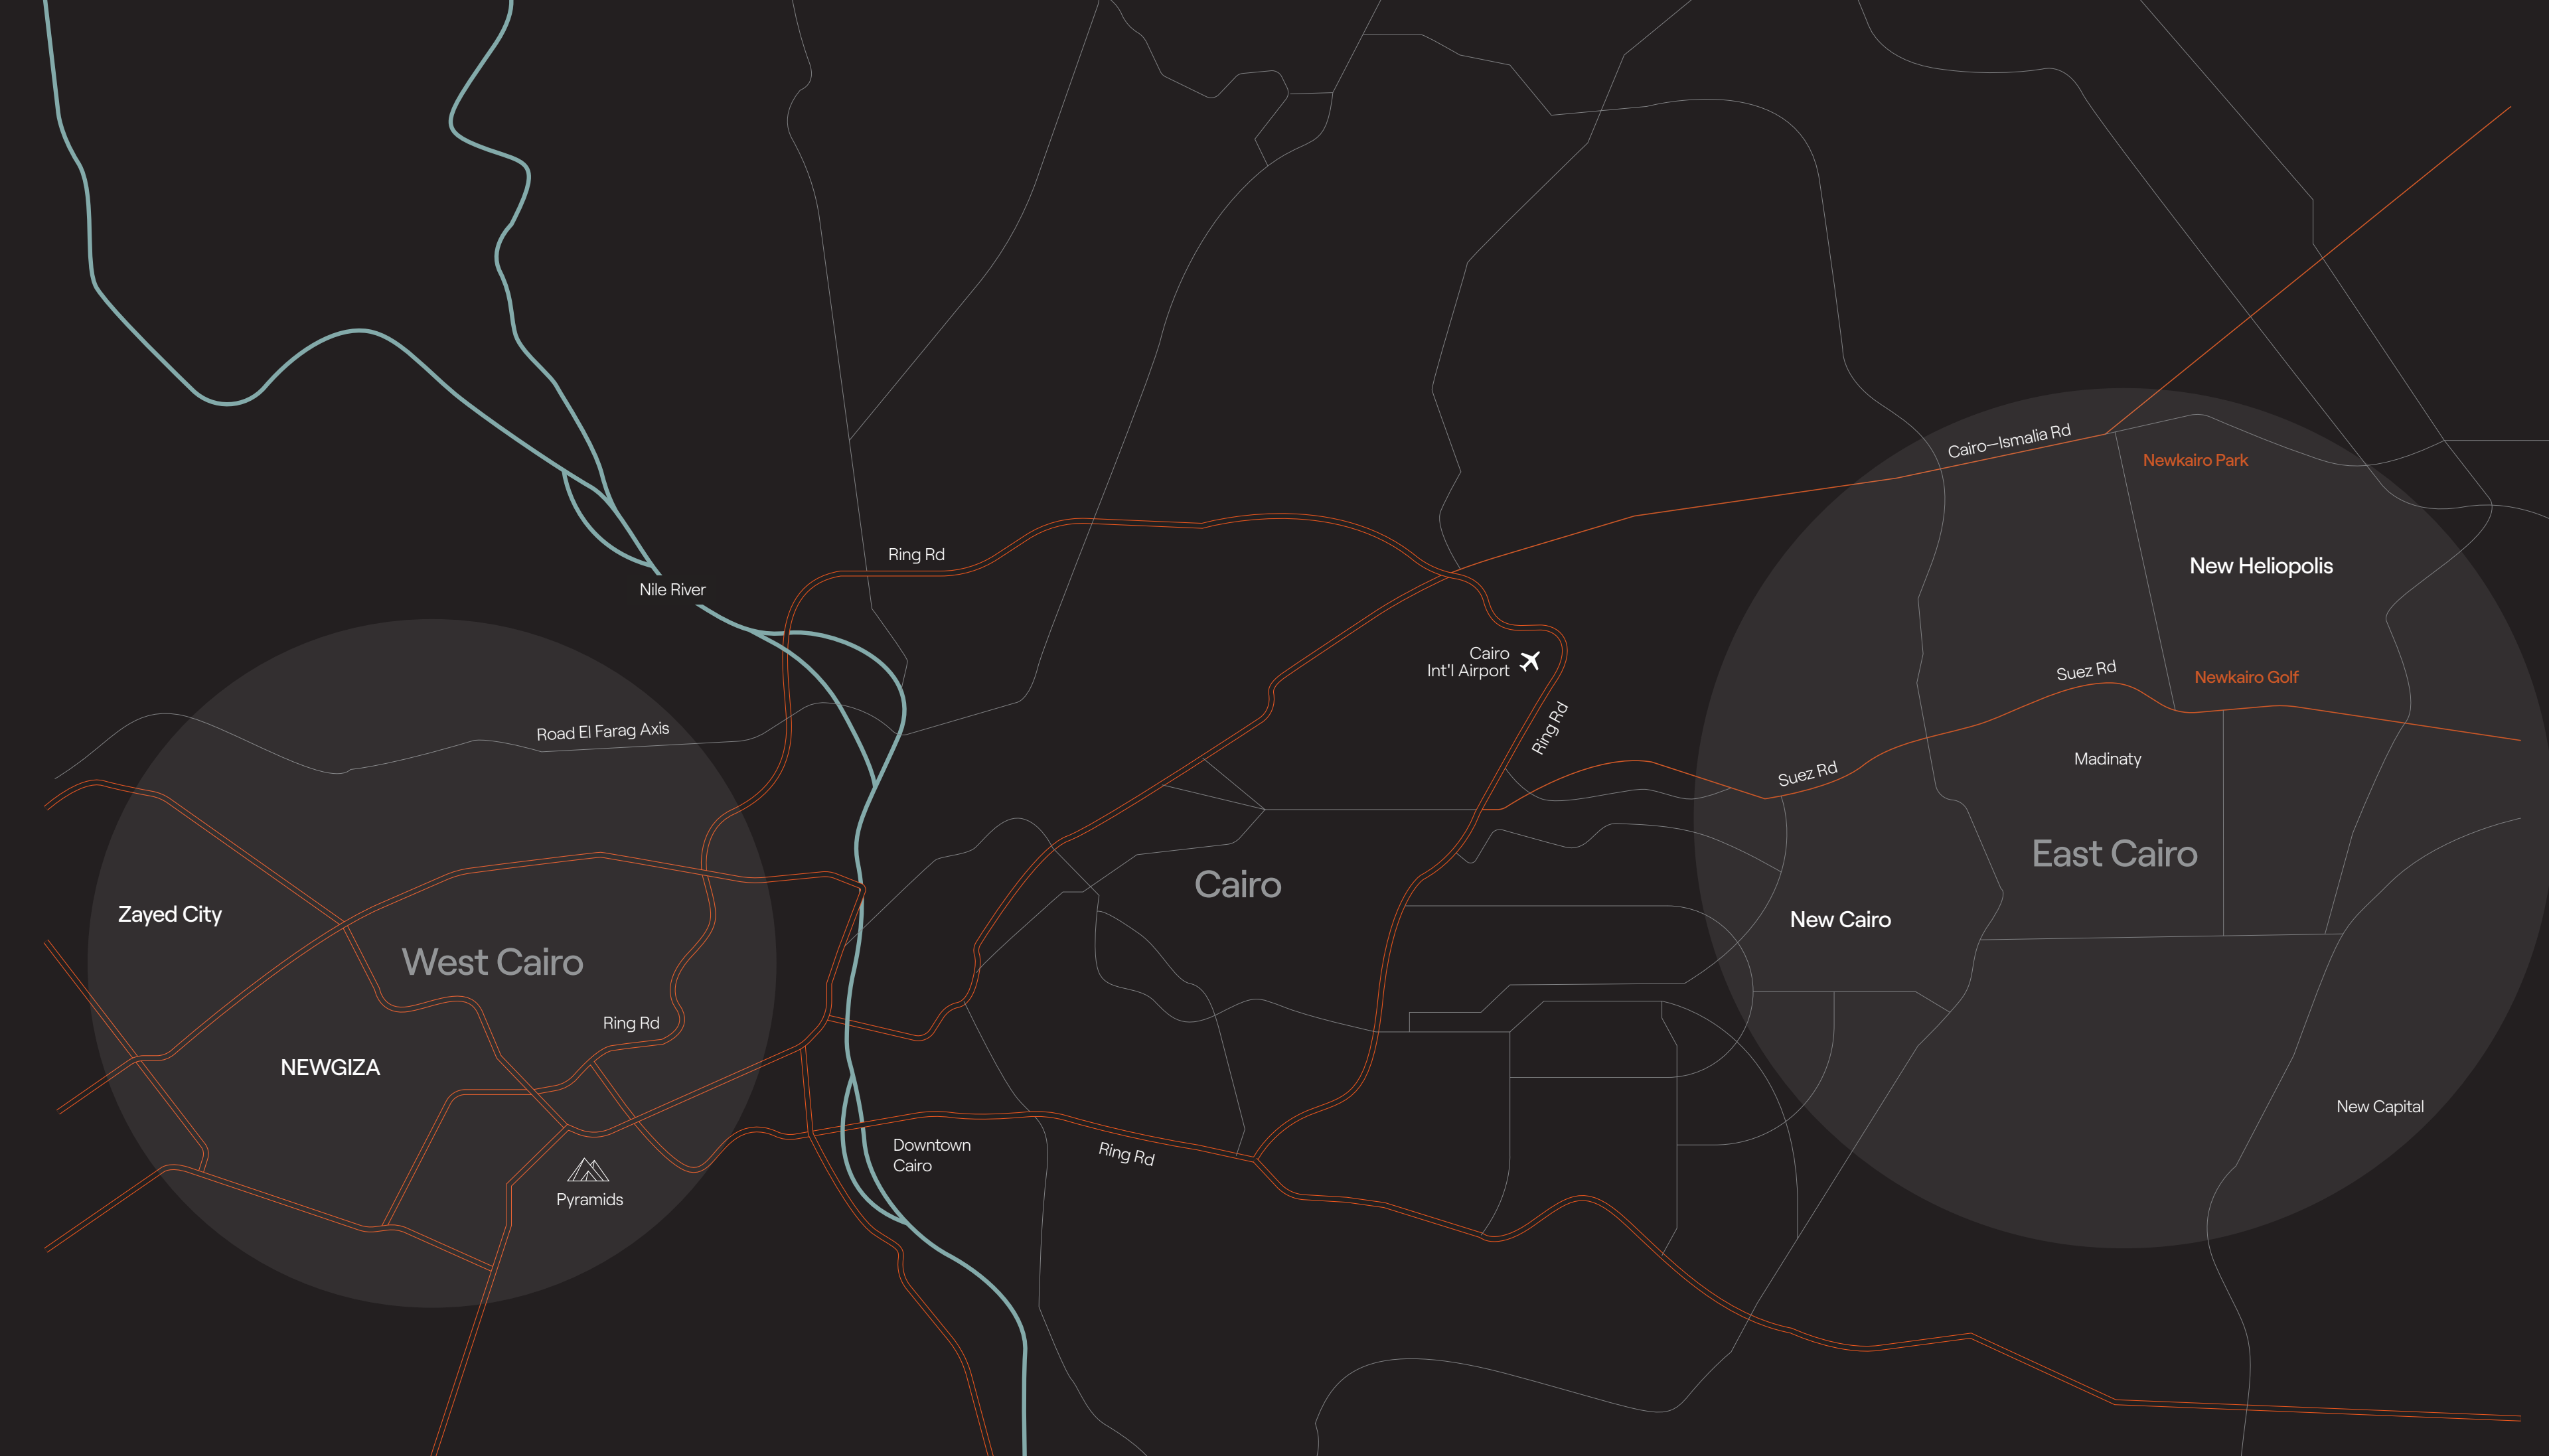 Cairo—Ismalia Rd
Newkairo Park
Ring Rd
New Heliopolis
Nile River
Cairo
Int'l Airport
Suez Rd
Newkairo Golf
Road El Farag Axis
Ring Rd
Madinaty
Suez Rd
East Cairo
Cairo
Zayed City
New Cairo
West Cairo
Ring Rd
NEWGIZA
New Capital
Downtown
Cairo
Ring Rd
Pyramids